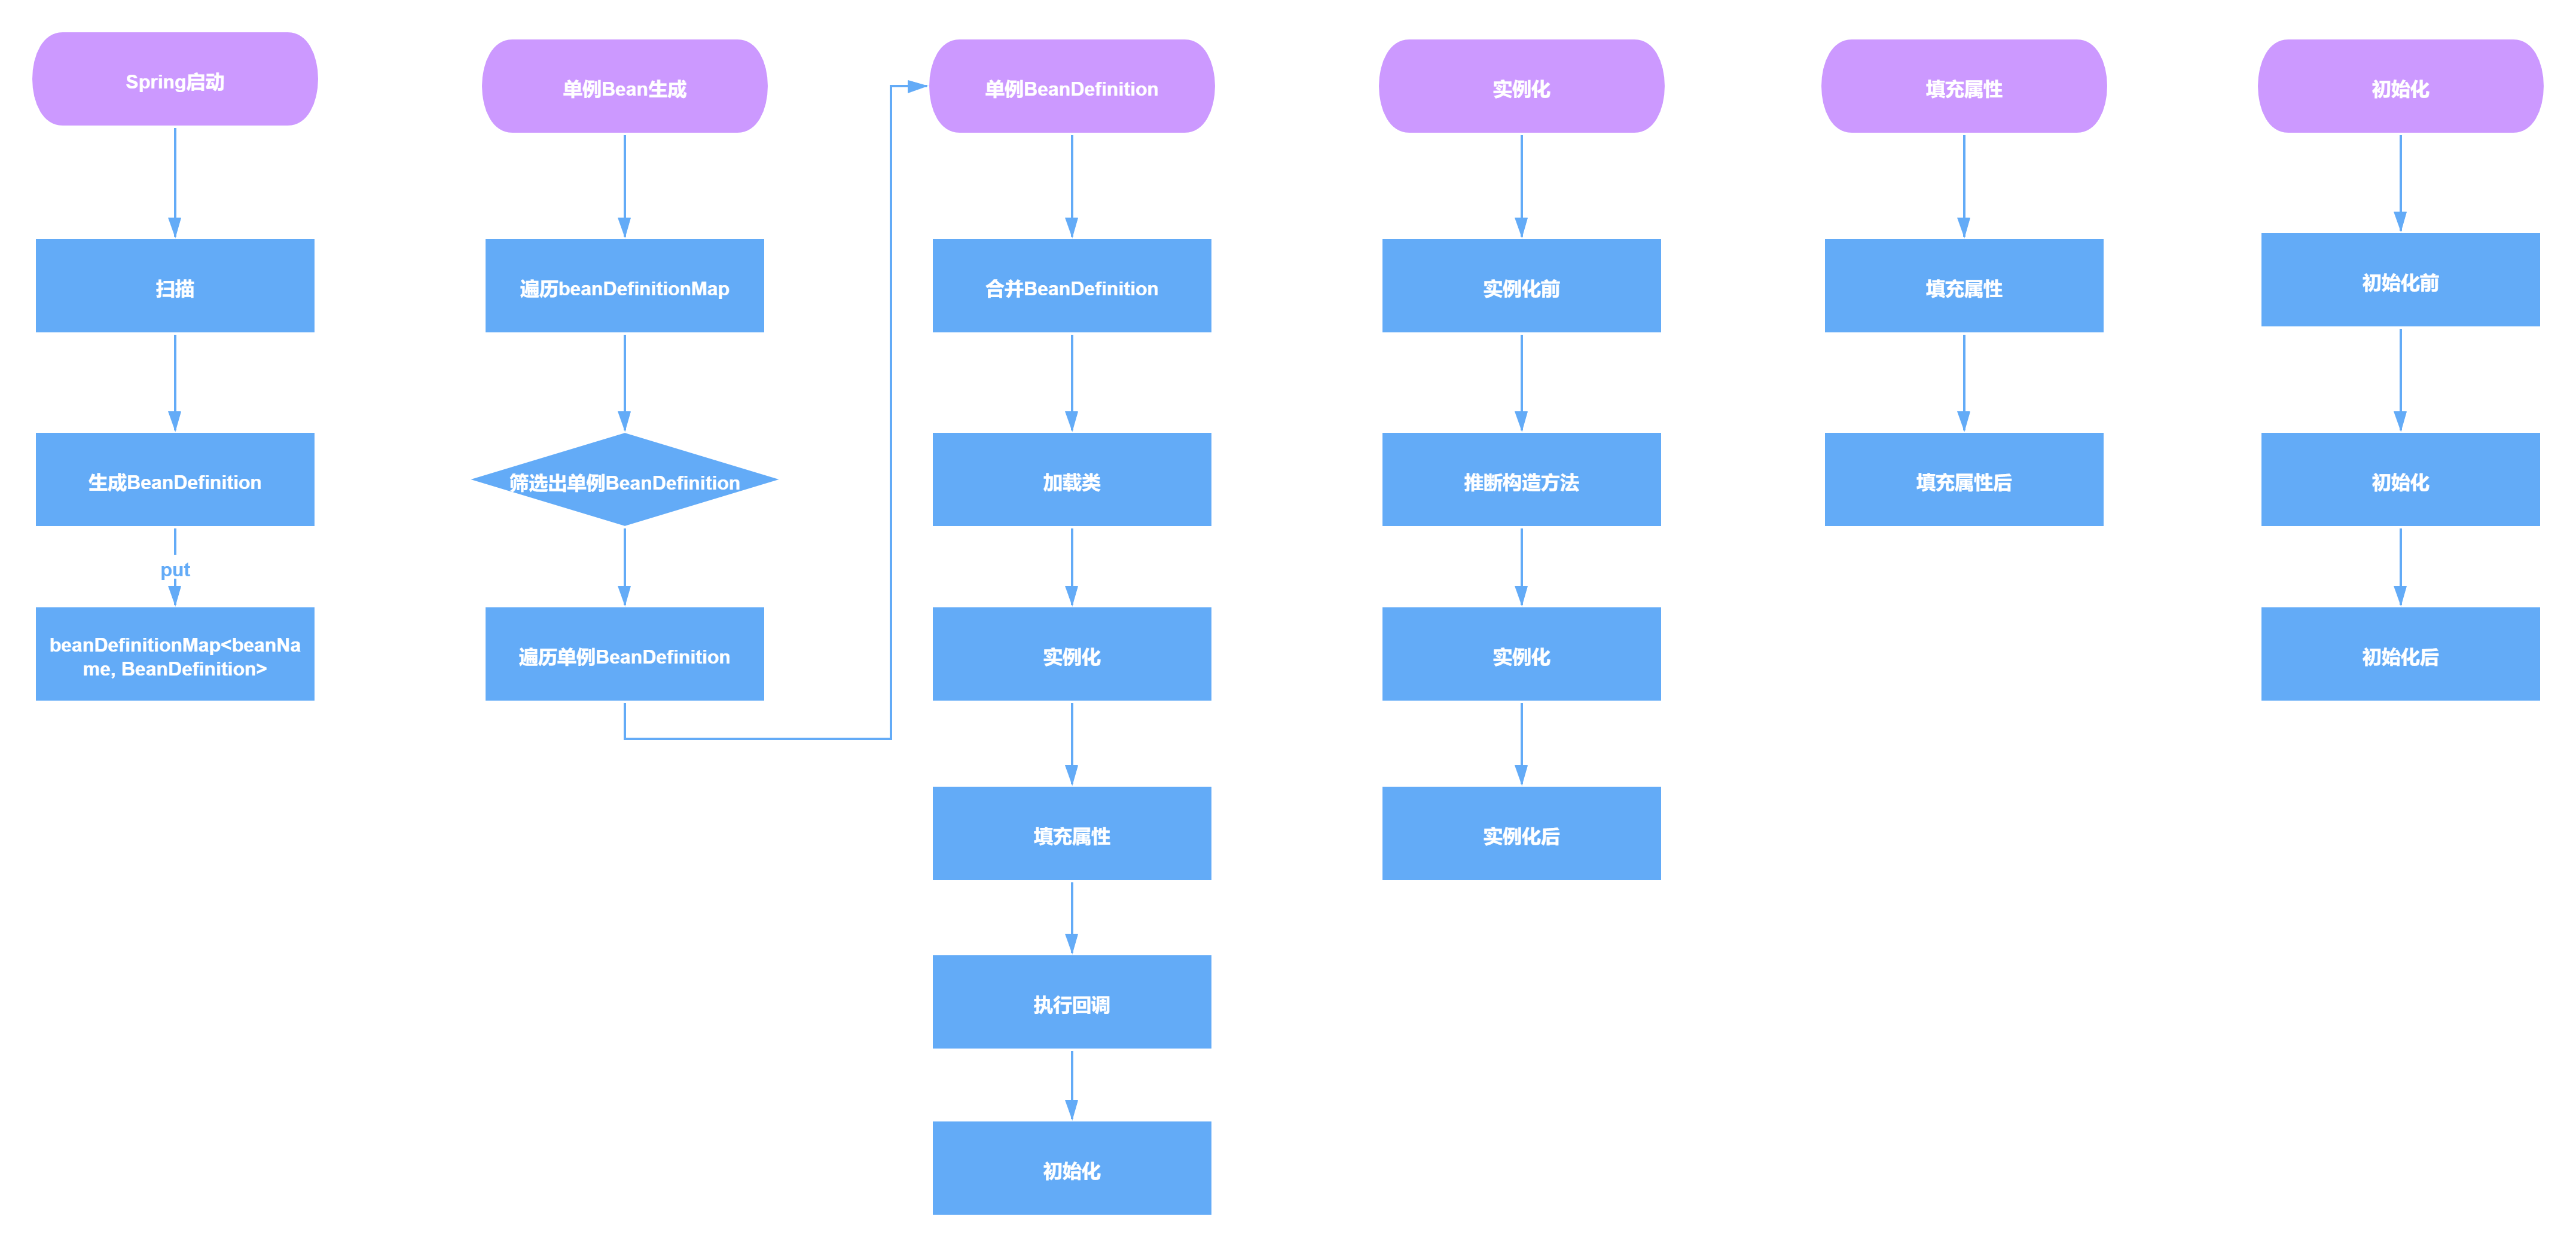 Spring启动
扫描
生成BeanDefinition
put
beanDefinitionMap<beanNa
me, BeanDefinition>
单例Bean生成
遍历beanDefinitionMap
筛选出单例BeanDefinition
遍历单例BeanDefinition
单例BeanDefinition
合并BeanDefinition
加载类
实例化
填充属性
执行回调
初始化
实例化
实例化前
推断构造方法
实例化
实例化后
填充属性
填充属性
填充属性后
初始化
初始化前
初始化
初始化后